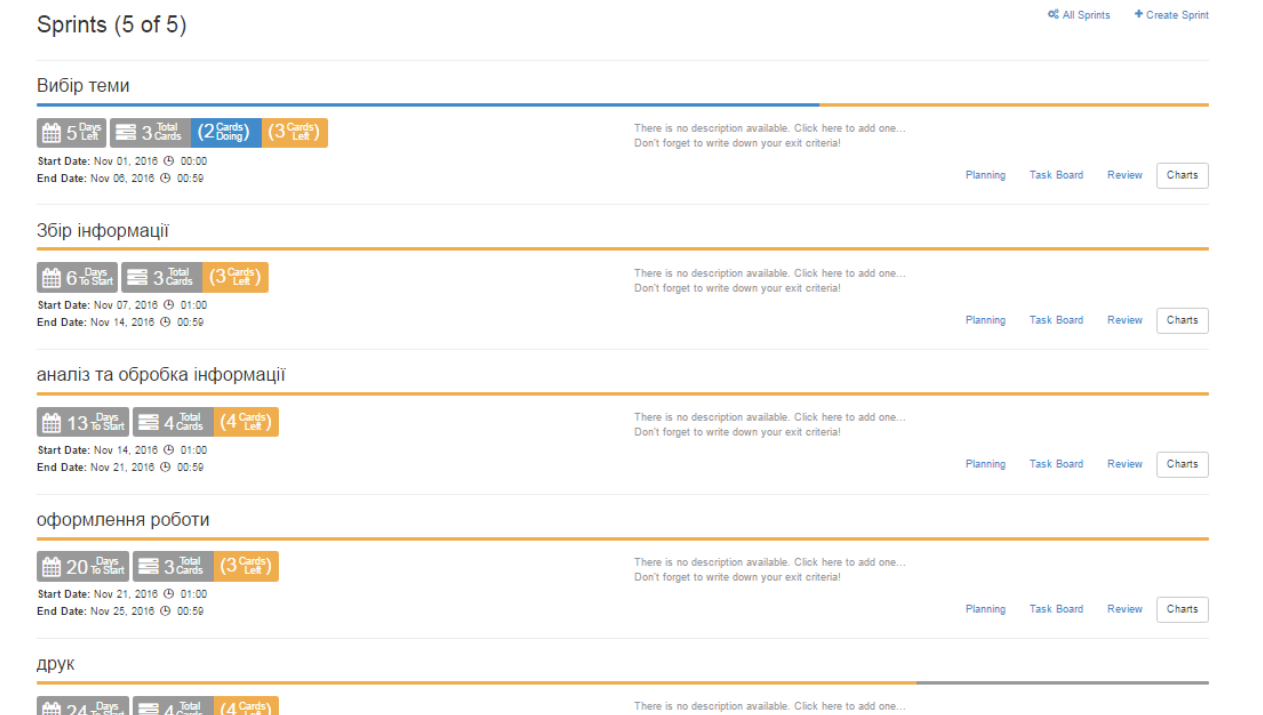 Sprints (5 of 5)
All Sprints Create Sprint
Вибір теми
5 Days Left 3 Total Cards (2 Cards Doing) (3 Cards Left)
There is no description available. Click here to add one...
Don't forget to write down your exit criteria!
Start Date: Nov 01, 2016 00:00
End Date: Nov 06, 2016 00:59
Planning Task Board Review Charts
Збір інформації
6 Days To Start 3 Total Cards (3 Cards Left)
There is no description available. Click here to add one...
Don't forget to write down your exit criteria!
Start Date: Nov 07, 2016 01:00
End Date: Nov 14, 2016 00:59
Planning Task Board Review Charts
аналіз та обробка інформації
13 Days To Start 4 Total Cards (4 Cards Left)
There is no description available. Click here to add one...
Don't forget to write down your exit criteria!
Start Date: Nov 14, 2016 01:00
End Date: Nov 21, 2016 00:59
Planning Task Board Review Charts
оформлення роботи
20 Days To Start 3 Total Cards (3 Cards Left)
There is no description available. Click here to add one...
Don't forget to write down your exit criteria!
Start Date: Nov 21, 2016 01:00
End Date: Nov 25, 2016 00:59
Planning Task Board Review Charts
друк
24 Days To Start 4 Total Cards (4 Cards Left)
There is no description available. Click here to add one...